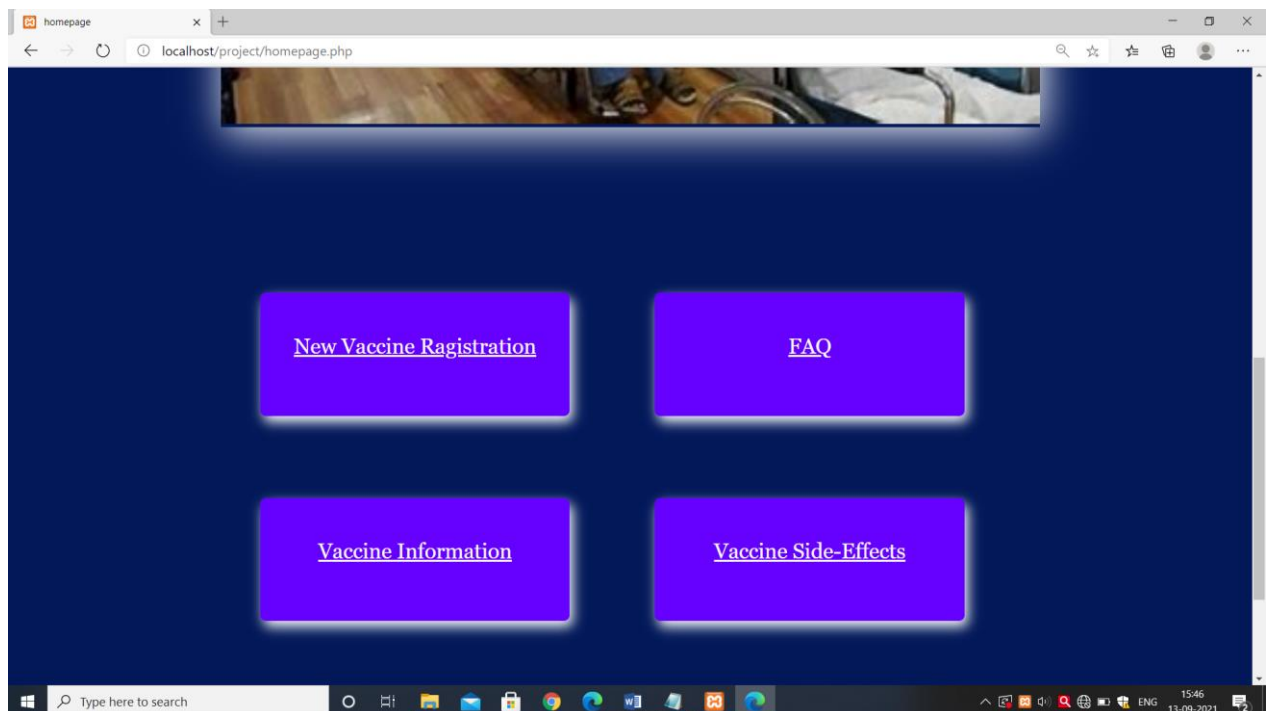 homepage
localhost/project/homepage.php
New Vaccine Ragistration
FAQ
Vaccine Information
Vaccine Side-Effects
Type here to search
ENG
15:46
13-09-2021
2